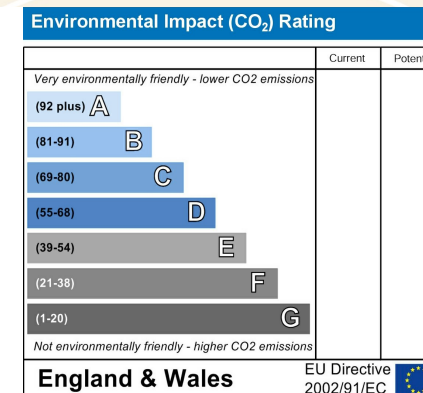 Environmental Impact (CO₂) Rating
Current Potent
Very environmentally friendly - lower CO2 emissions
(92 plus) A
(81-91) B
(69-80) C
(55-68) D
(39-54) E
(21-38) F
(1-20) G
Not environmentally friendly - higher CO2 emissions
England & Wales
EU Directive
2002/91/EC